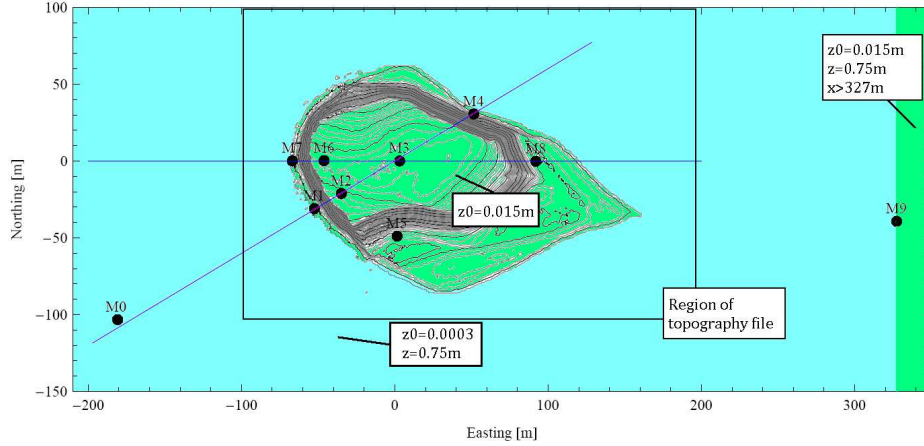 100
50
0
−50
−100
−150
Northing [m]
−200
−100
0
100
200
300
Easting [m]
M0
M1
M2
M3
M4
M5
M6
M7
M8
M9
z0=0.015m
z=0.75m
x>327m
z0=0.015m
Region of
topography file
z0=0.0003
z=0.75m